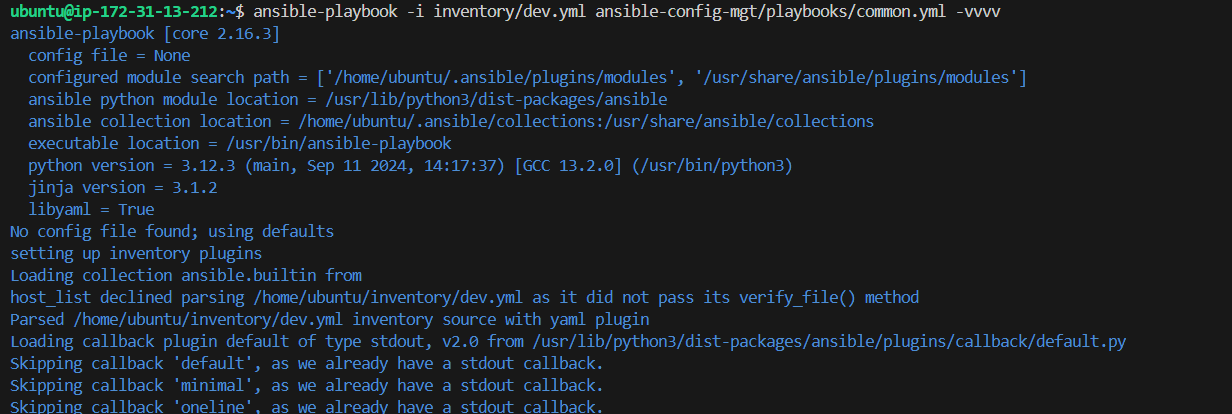 ubuntu@ip-172-31-13-212:~$ ansible-playbook -i inventory/dev.yml ansible-config-mgt/playbooks/common.yml -vvvv
ansible-playbook [core 2.16.3]
  config file = None
  configured module search path = ['/home/ubuntu/.ansible/plugins/modules', '/usr/share/ansible/plugins/modules']
  ansible python module location = /usr/lib/python3/dist-packages/ansible
  ansible collection location = /home/ubuntu/.ansible/collections:/usr/share/ansible/collections
  executable location = /usr/bin/ansible-playbook
  python version = 3.12.3 (main, Sep 11 2024, 14:17:37) [GCC 13.2.0] (/usr/bin/python3)
  jinja version = 3.1.2
  libyaml = True
No config file found; using defaults
setting up inventory plugins
Loading collection ansible.builtin from
host_list declined parsing /home/ubuntu/inventory/dev.yml as it did not pass its verify_file() method
Parsed /home/ubuntu/inventory/dev.yml inventory source with yaml plugin
Loading callback plugin default of type stdout, v2.0 from /usr/lib/python3/dist-packages/ansible/plugins/callback/default.py
Skipping callback 'default', as we already have a stdout callback.
Skipping callback 'minimal', as we already have a stdout callback.
Skipping callback 'oneline', as we already have a stdout callback.